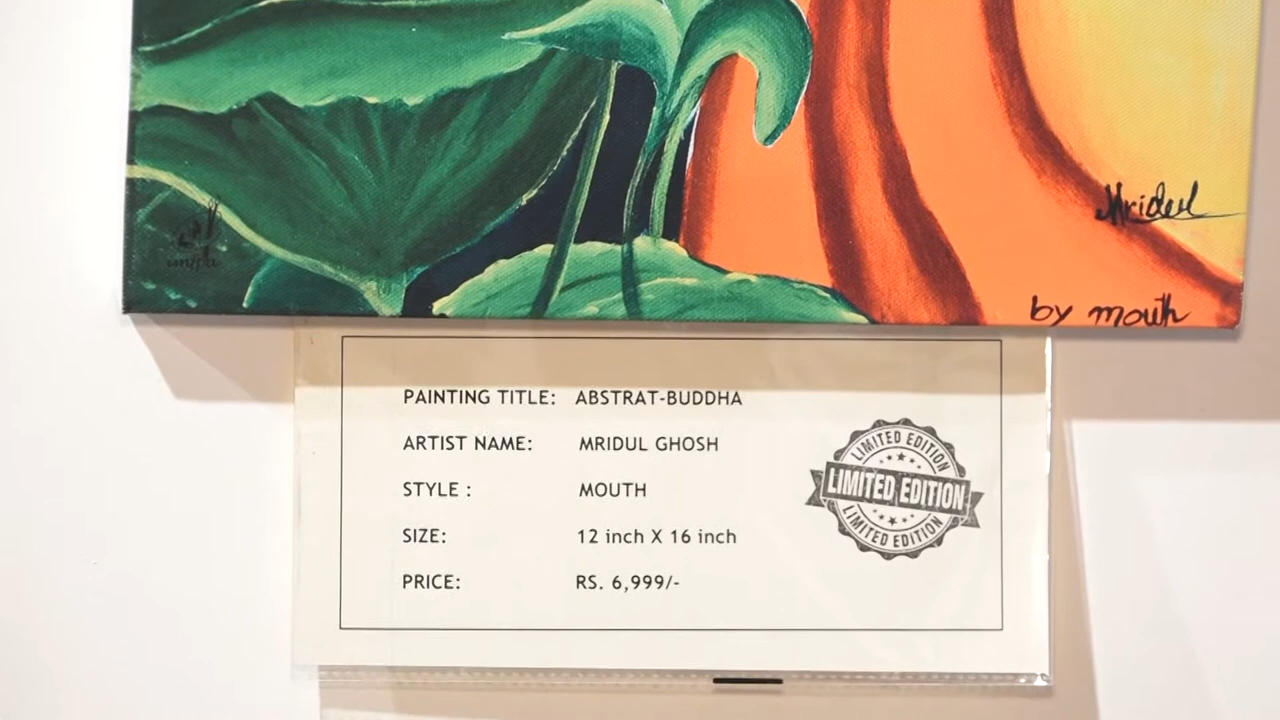 Mridul
by mouth
PAINTING TITLE: ABSTRAT-BUDDHA
ARTIST NAME: MRIDUL GHOSH
STYLE : MOUTH
SIZE: 12 inch X 16 inch
PRICE: RS. 6,999/-
LIMITED EDITION
LIMITED EDITION
LIMITED EDITION